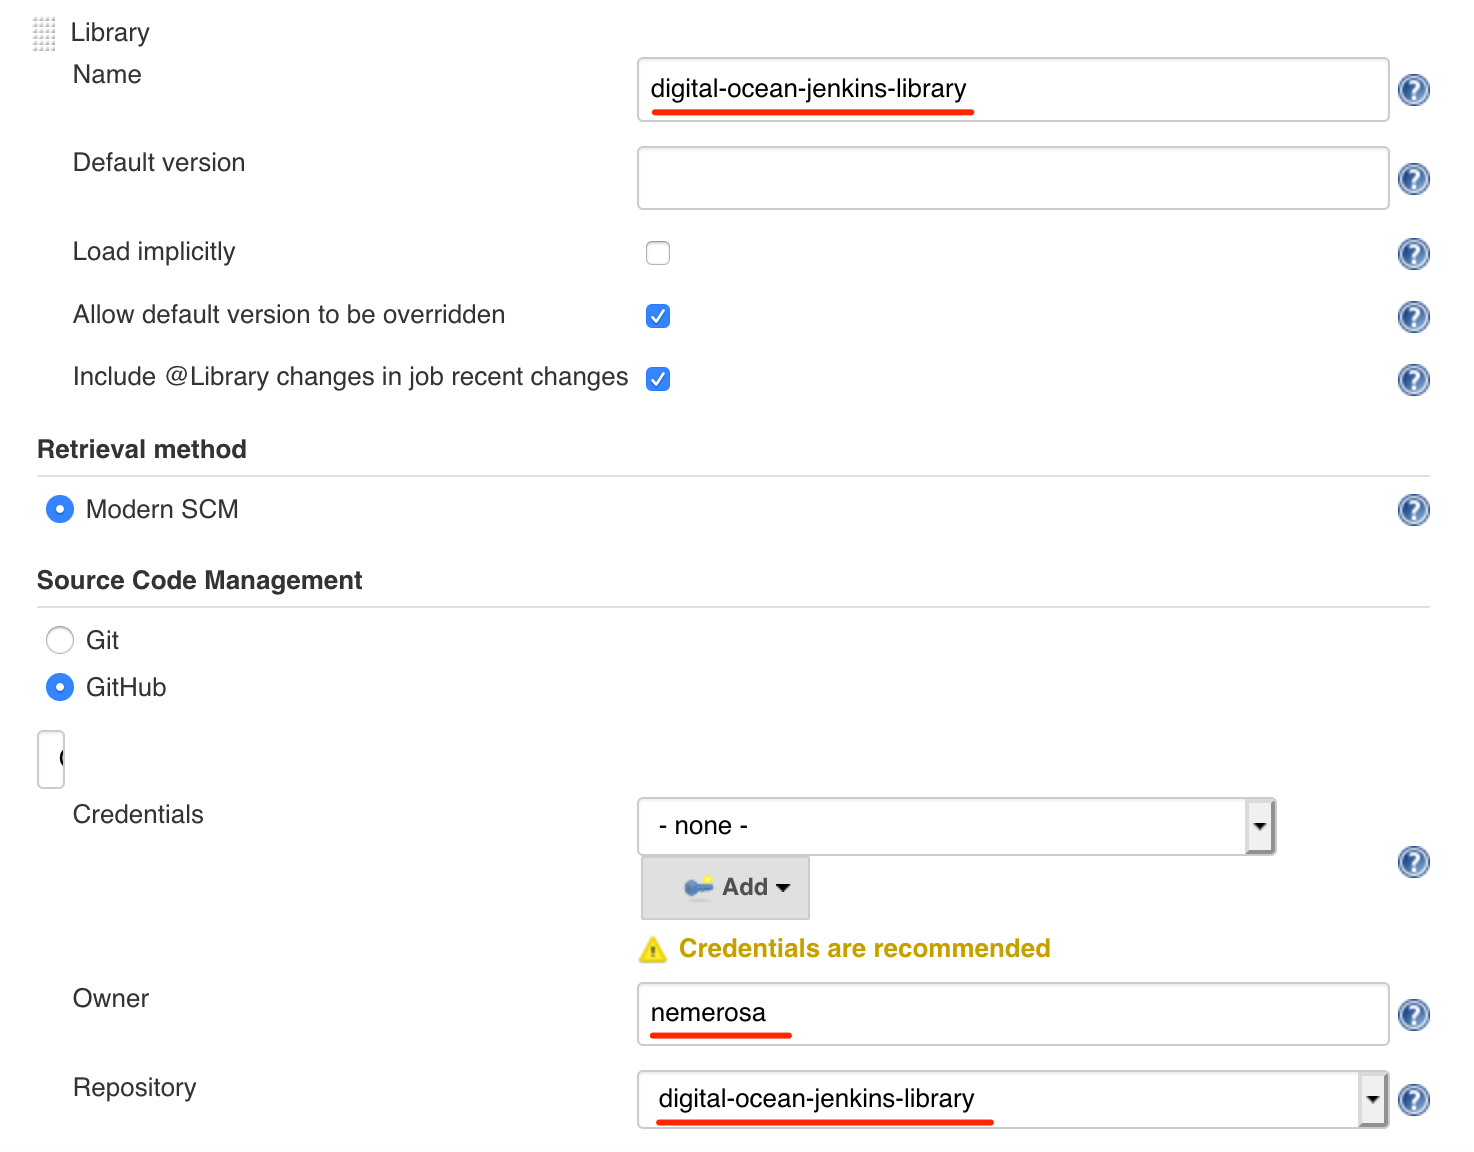 Library
Name
digital-ocean-jenkins-library
Default version
Load implicitly
Allow default version to be overridden
Include @Library changes in job recent changes
Retrieval method
Modern SCM
Source Code Management
Git
GitHub
Credentials
- none -
Add
Credentials are recommended
Owner
nemerosa
Repository
digital-ocean-jenkins-library